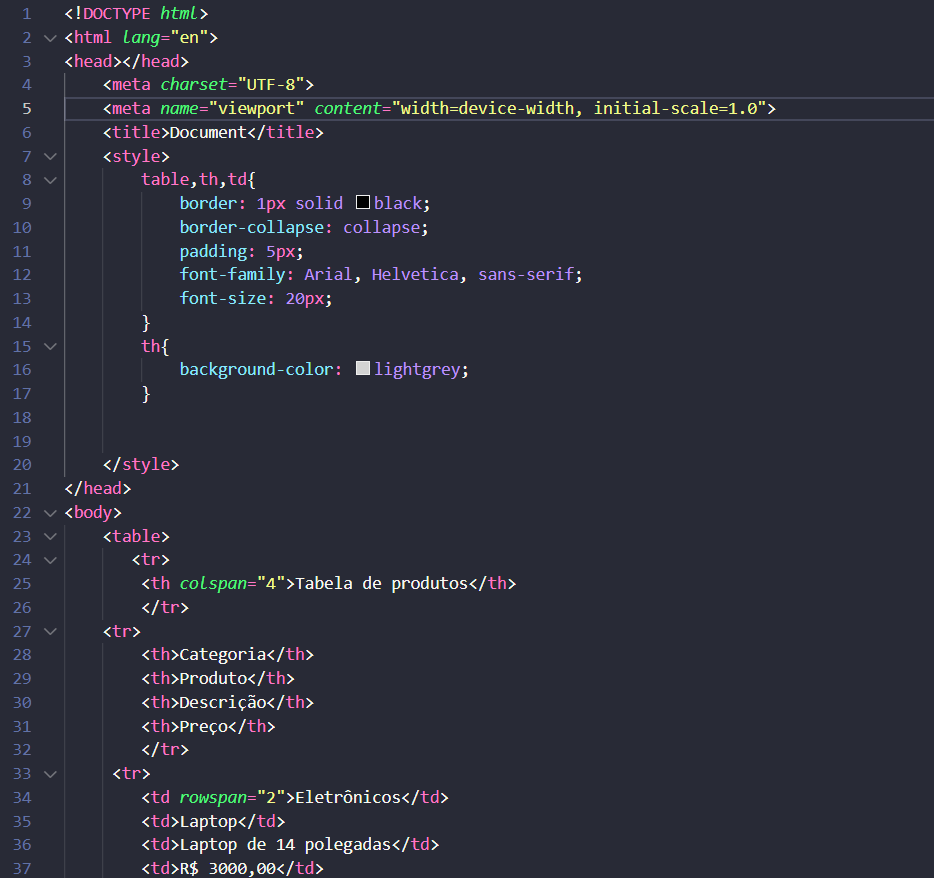 1 <!DOCTYPE html>
2 <html lang="en">
3 <head></head>
4     <meta charset="UTF-8">
5     <meta name="viewport" content="width=device-width, initial-scale=1.0">
6     <title>Document</title>
7     <style>
8         table,th,td{
9             border: 1px solid black;
10             border-collapse: collapse;
11             padding: 5px;
12             font-family: Arial, Helvetica, sans-serif;
13             font-size: 20px;
14         }
15         th{
16             background-color: lightgrey;
17         }
18
19
20     </style>
21 </head>
22 <body>
23     <table>
24        <tr>
25         <th colspan="4">Tabela de produtos</th>
26         </tr>
27     <tr>
28         <th>Categoria</th>
29         <th>Produto</th>
30         <th>Descrição</th>
31         <th>Preço</th>
32         </tr>
33      <tr>
34         <td rowspan="2">Eletrônicos</td>
35         <td>Laptop</td>
36         <td>Laptop de 14 polegadas</td>
37         <td>R$ 3000,00</td>